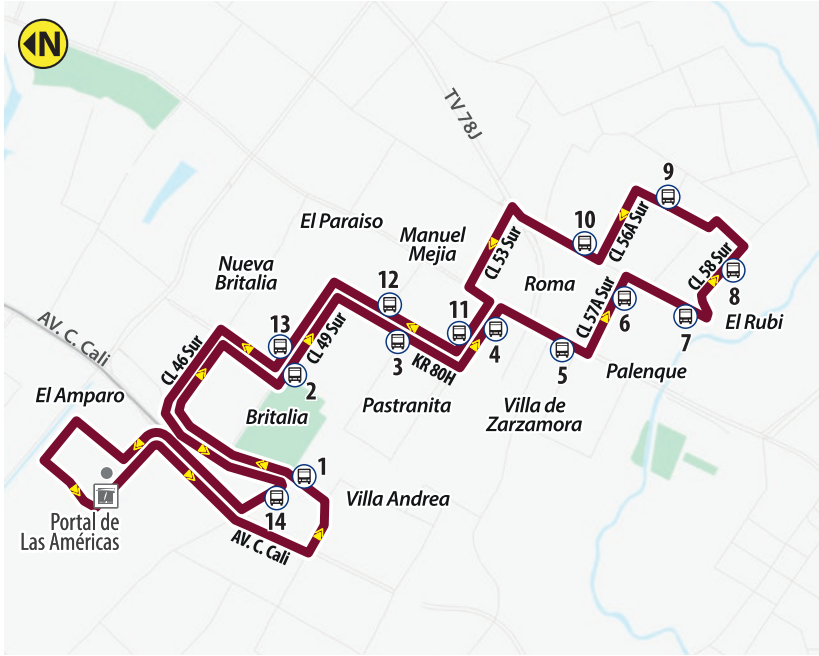 N
TV 78J
9
El Paraiso
10
CL 56A Sur
Manuel
Mejia
CL 53 Sur
Nueva
Britalia
12
Roma
CL 58 Sur
8
11
CL 57A Sur
6
7
El Rubi
AV. C. Cali
13
CL 49 Sur
3
KR 80H
4
5
Palenque
CL 46 Sur
2
El Amparo
Britalia
Pastranita
Villa de
Zarzamora
1
Villa Andrea
14
Portal de
Las Américas
AV. C. Cali